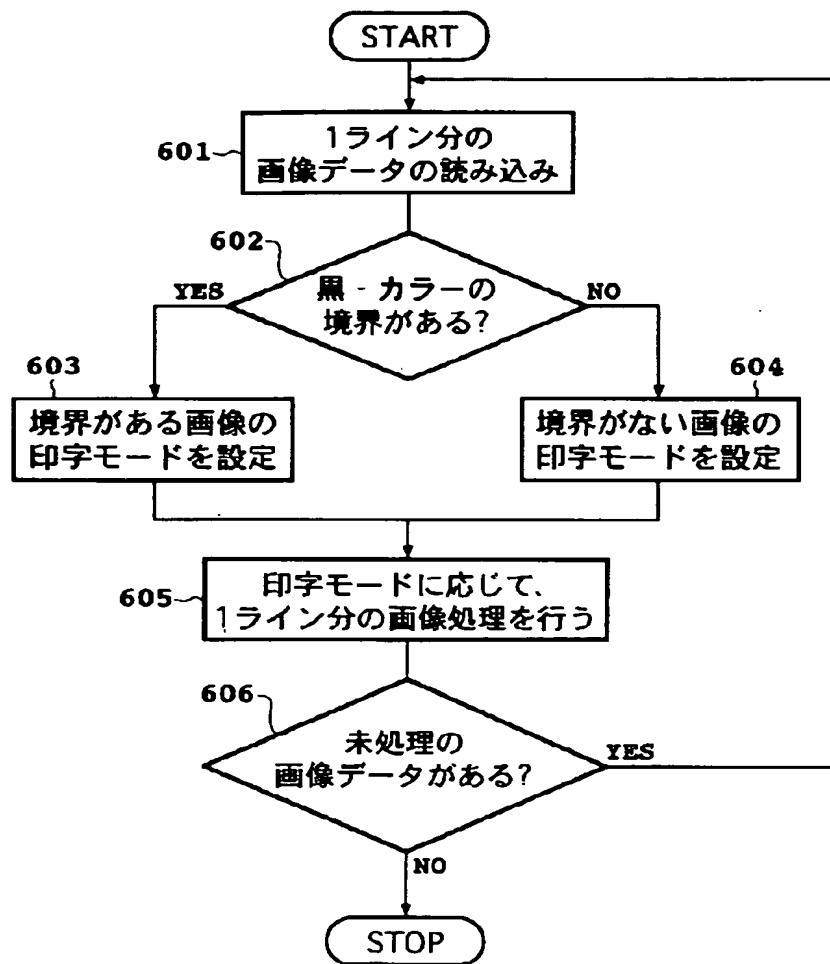 START
601
1ライン分の
画像データの読み込み
602
YES
黒‐カラーの
境界がある?
NO
603
境界がある画像の
印字モードを設定
604
境界がない画像の
印字モードを設定
605
印字モードに応じて、
1ライン分の画像処理を行う
606
未処理の
画像データがある?
YES
NO
STOP